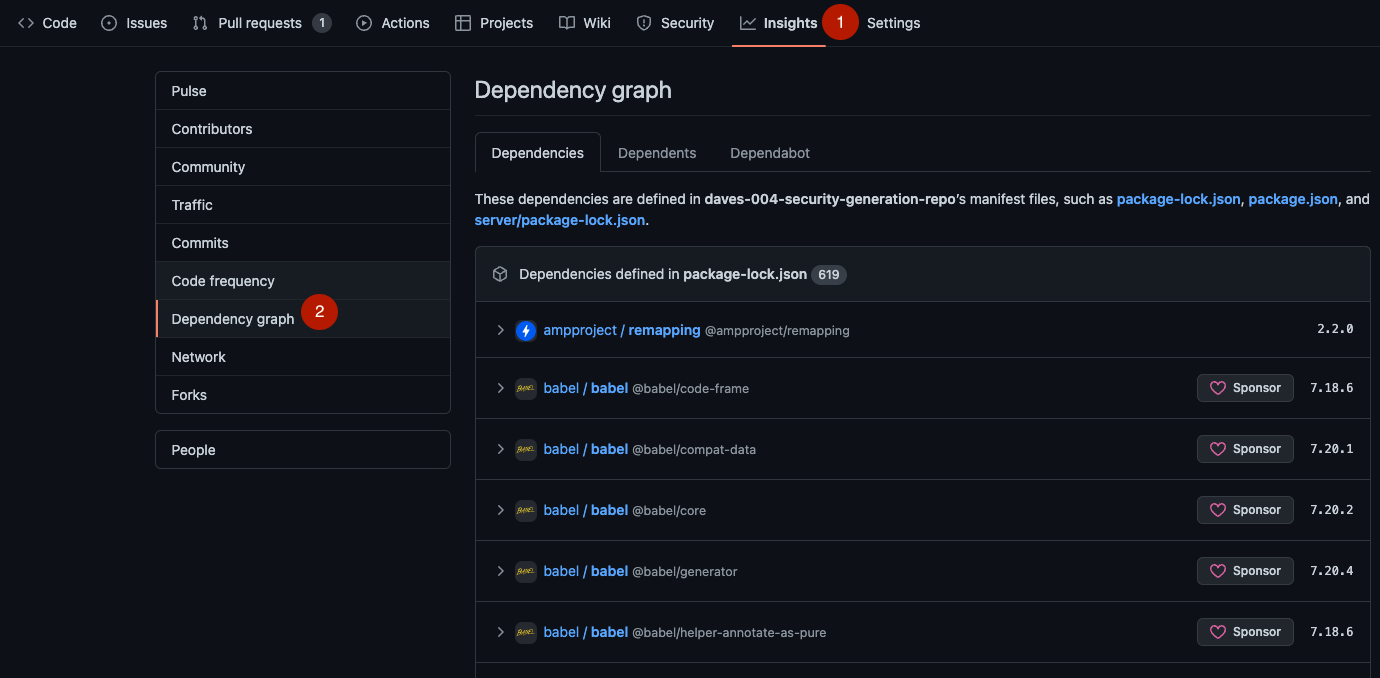 Code Issues Pull requests 1 Actions Projects Wiki Security Insights 1 Settings
Pulse
Contributors
Community
Traffic
Commits
Code frequency
Dependency graph 2
Network
Forks
People
Dependency graph
Dependencies Dependents Dependabot
These dependencies are defined in daves-004-security-generation-repo's manifest files, such as package-lock.json, package.json, and
server/package-lock.json.
Dependencies defined in package-lock.json 619
ampproject / remapping @ampproject/remapping 2.2.0
BABEL babel / babel @babel/code-frame Sponsor 7.18.6
BABEL babel / babel @babel/compat-data Sponsor 7.20.1
BABEL babel / babel @babel/core Sponsor 7.20.2
BABEL babel / babel @babel/generator Sponsor 7.20.4
BABEL babel / babel @babel/helper-annotate-as-pure Sponsor 7.18.6